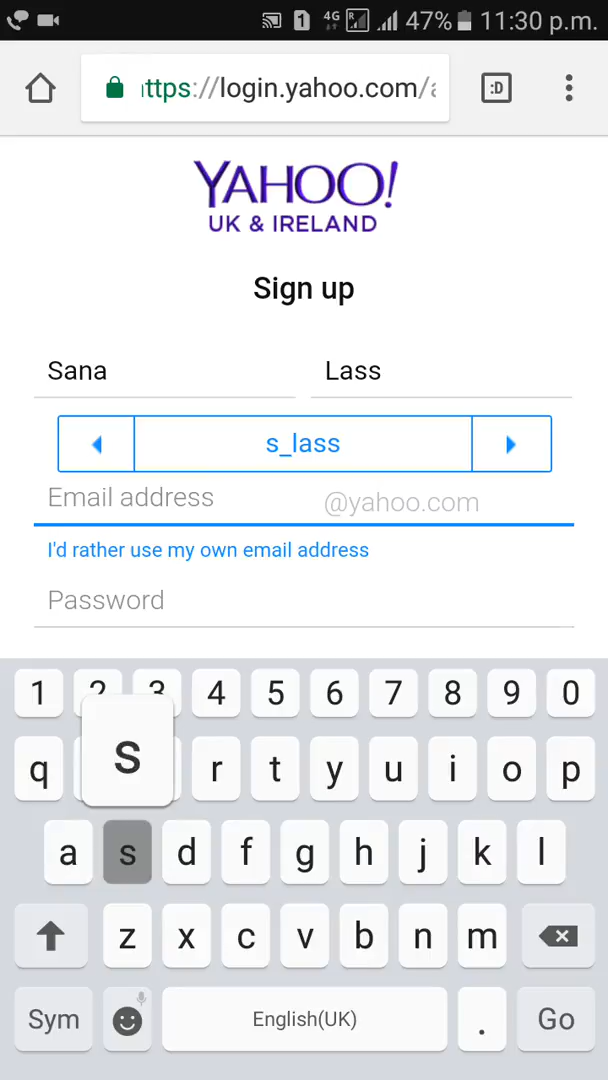 1 4G R 47% 11:30 p.m.
ttps://login.yahoo.com/a :D
YAHOO!
UK & IRELAND
Sign up
Sana Lass
s_lass
Email address @yahoo.com
I'd rather use my own email address
Password
1 2 3 4 5 6 7 8 9 0
q s r t y u i o p
a s d f g h j k l
z x c v b n m
Sym English(UK) . Go